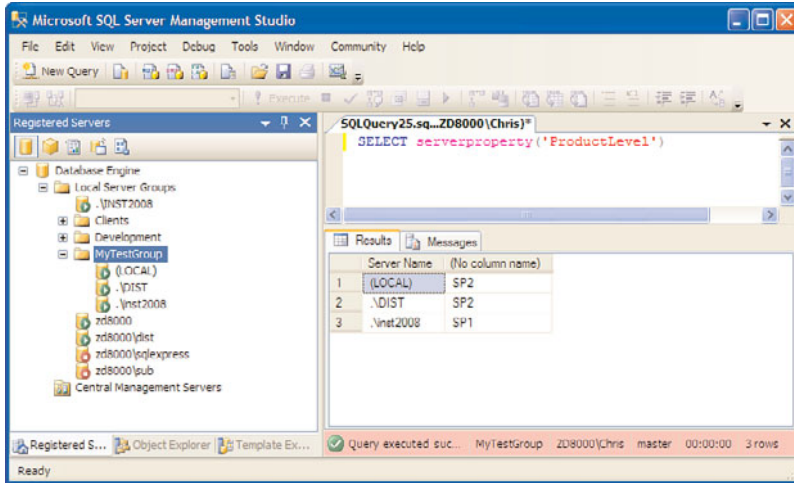 Microsoft SQL Server Management Studio
File Edit View Project Debug Tools Window Community Help
New Query
Execute
Registered Servers
SQLQuery25.sq...ZD8000\Chris)*
SELECT serverproperty('ProductLevel')
Database Engine
Local Server Groups
.\INST2008
Clients
Development
MyTestGroup
(LOCAL)
.\DIST
.\inst2008
zd8000
zd8000\dist
zd8000\sqlexpress
zd8000\sub
Central Management Servers
Results Messages
Server Name (No column name)
1 (LOCAL) SP2
2 .\DIST SP2
3 .\inst2008 SP1
Registered S... Object Explorer Template Ex...
Query executed suc... MyTestGroup ZD8000\Chris master 00:00:00 3 rows
Ready